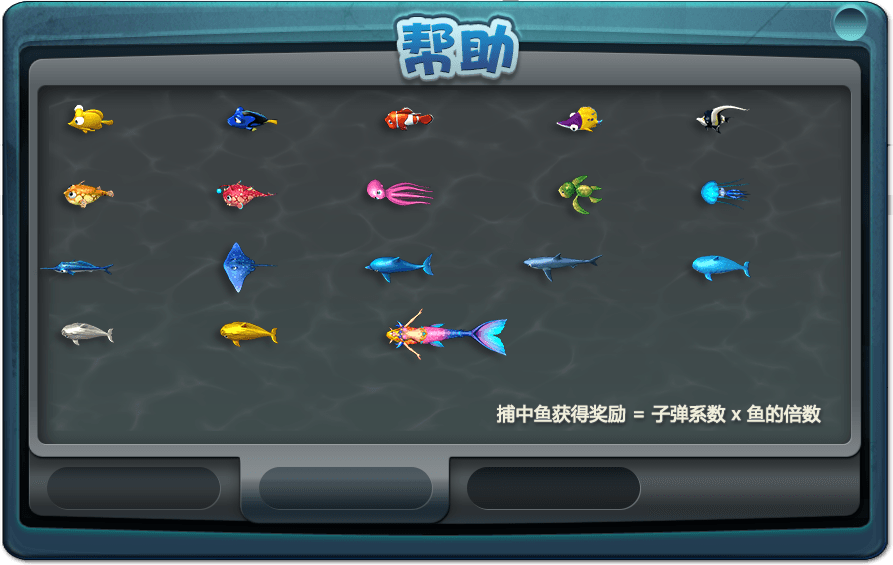 帮助
捕中鱼获得奖励 = 子弹系数 x 鱼的倍数